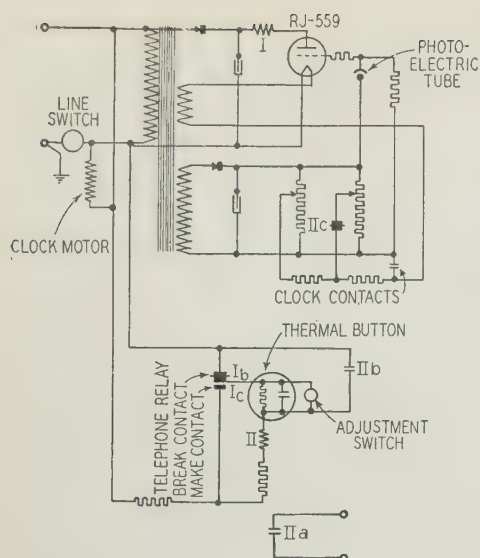 RJ-559
I
PHOTO-
ELECTRIC
TUBE
LINE
SWITCH
CLOCK MOTOR
IIc
CLOCK CONTACTS
THERMAL BUTTON
TELEPHONE RELAY
BREAK CONTACT
MAKE CONTACT
Ib
Ic
IIb
II
ADJUSTMENT
SWITCH
IIa